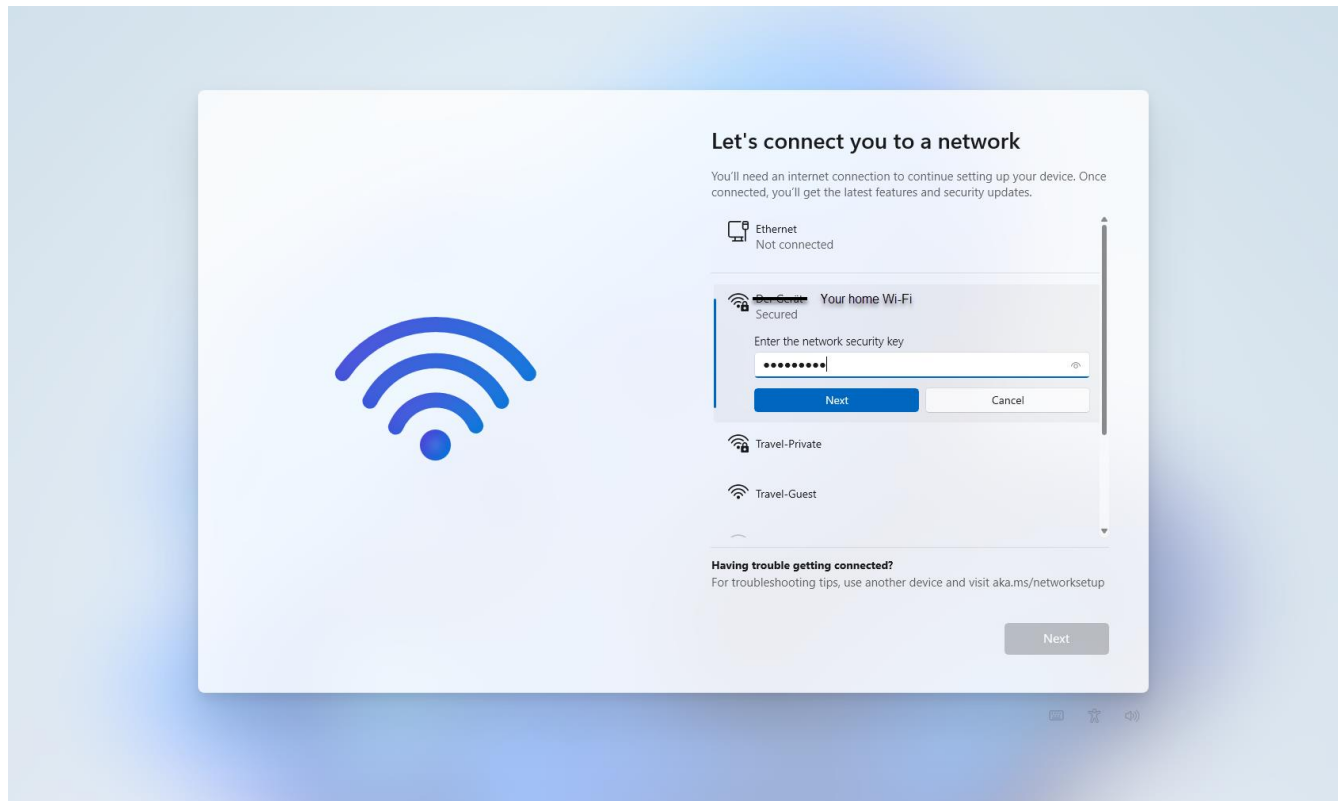 Let's connect you to a network
You'll need an internet connection to continue setting up your device. Once
connected, you'll get the latest features and security updates.
Ethernet
Not connected
Your home Wi-Fi
Secured
Enter the network security key
Next Cancel
Travel-Private
Travel-Guest
Having trouble getting connected?
For troubleshooting tips, use another device and visit aka.ms/networksetup
Next